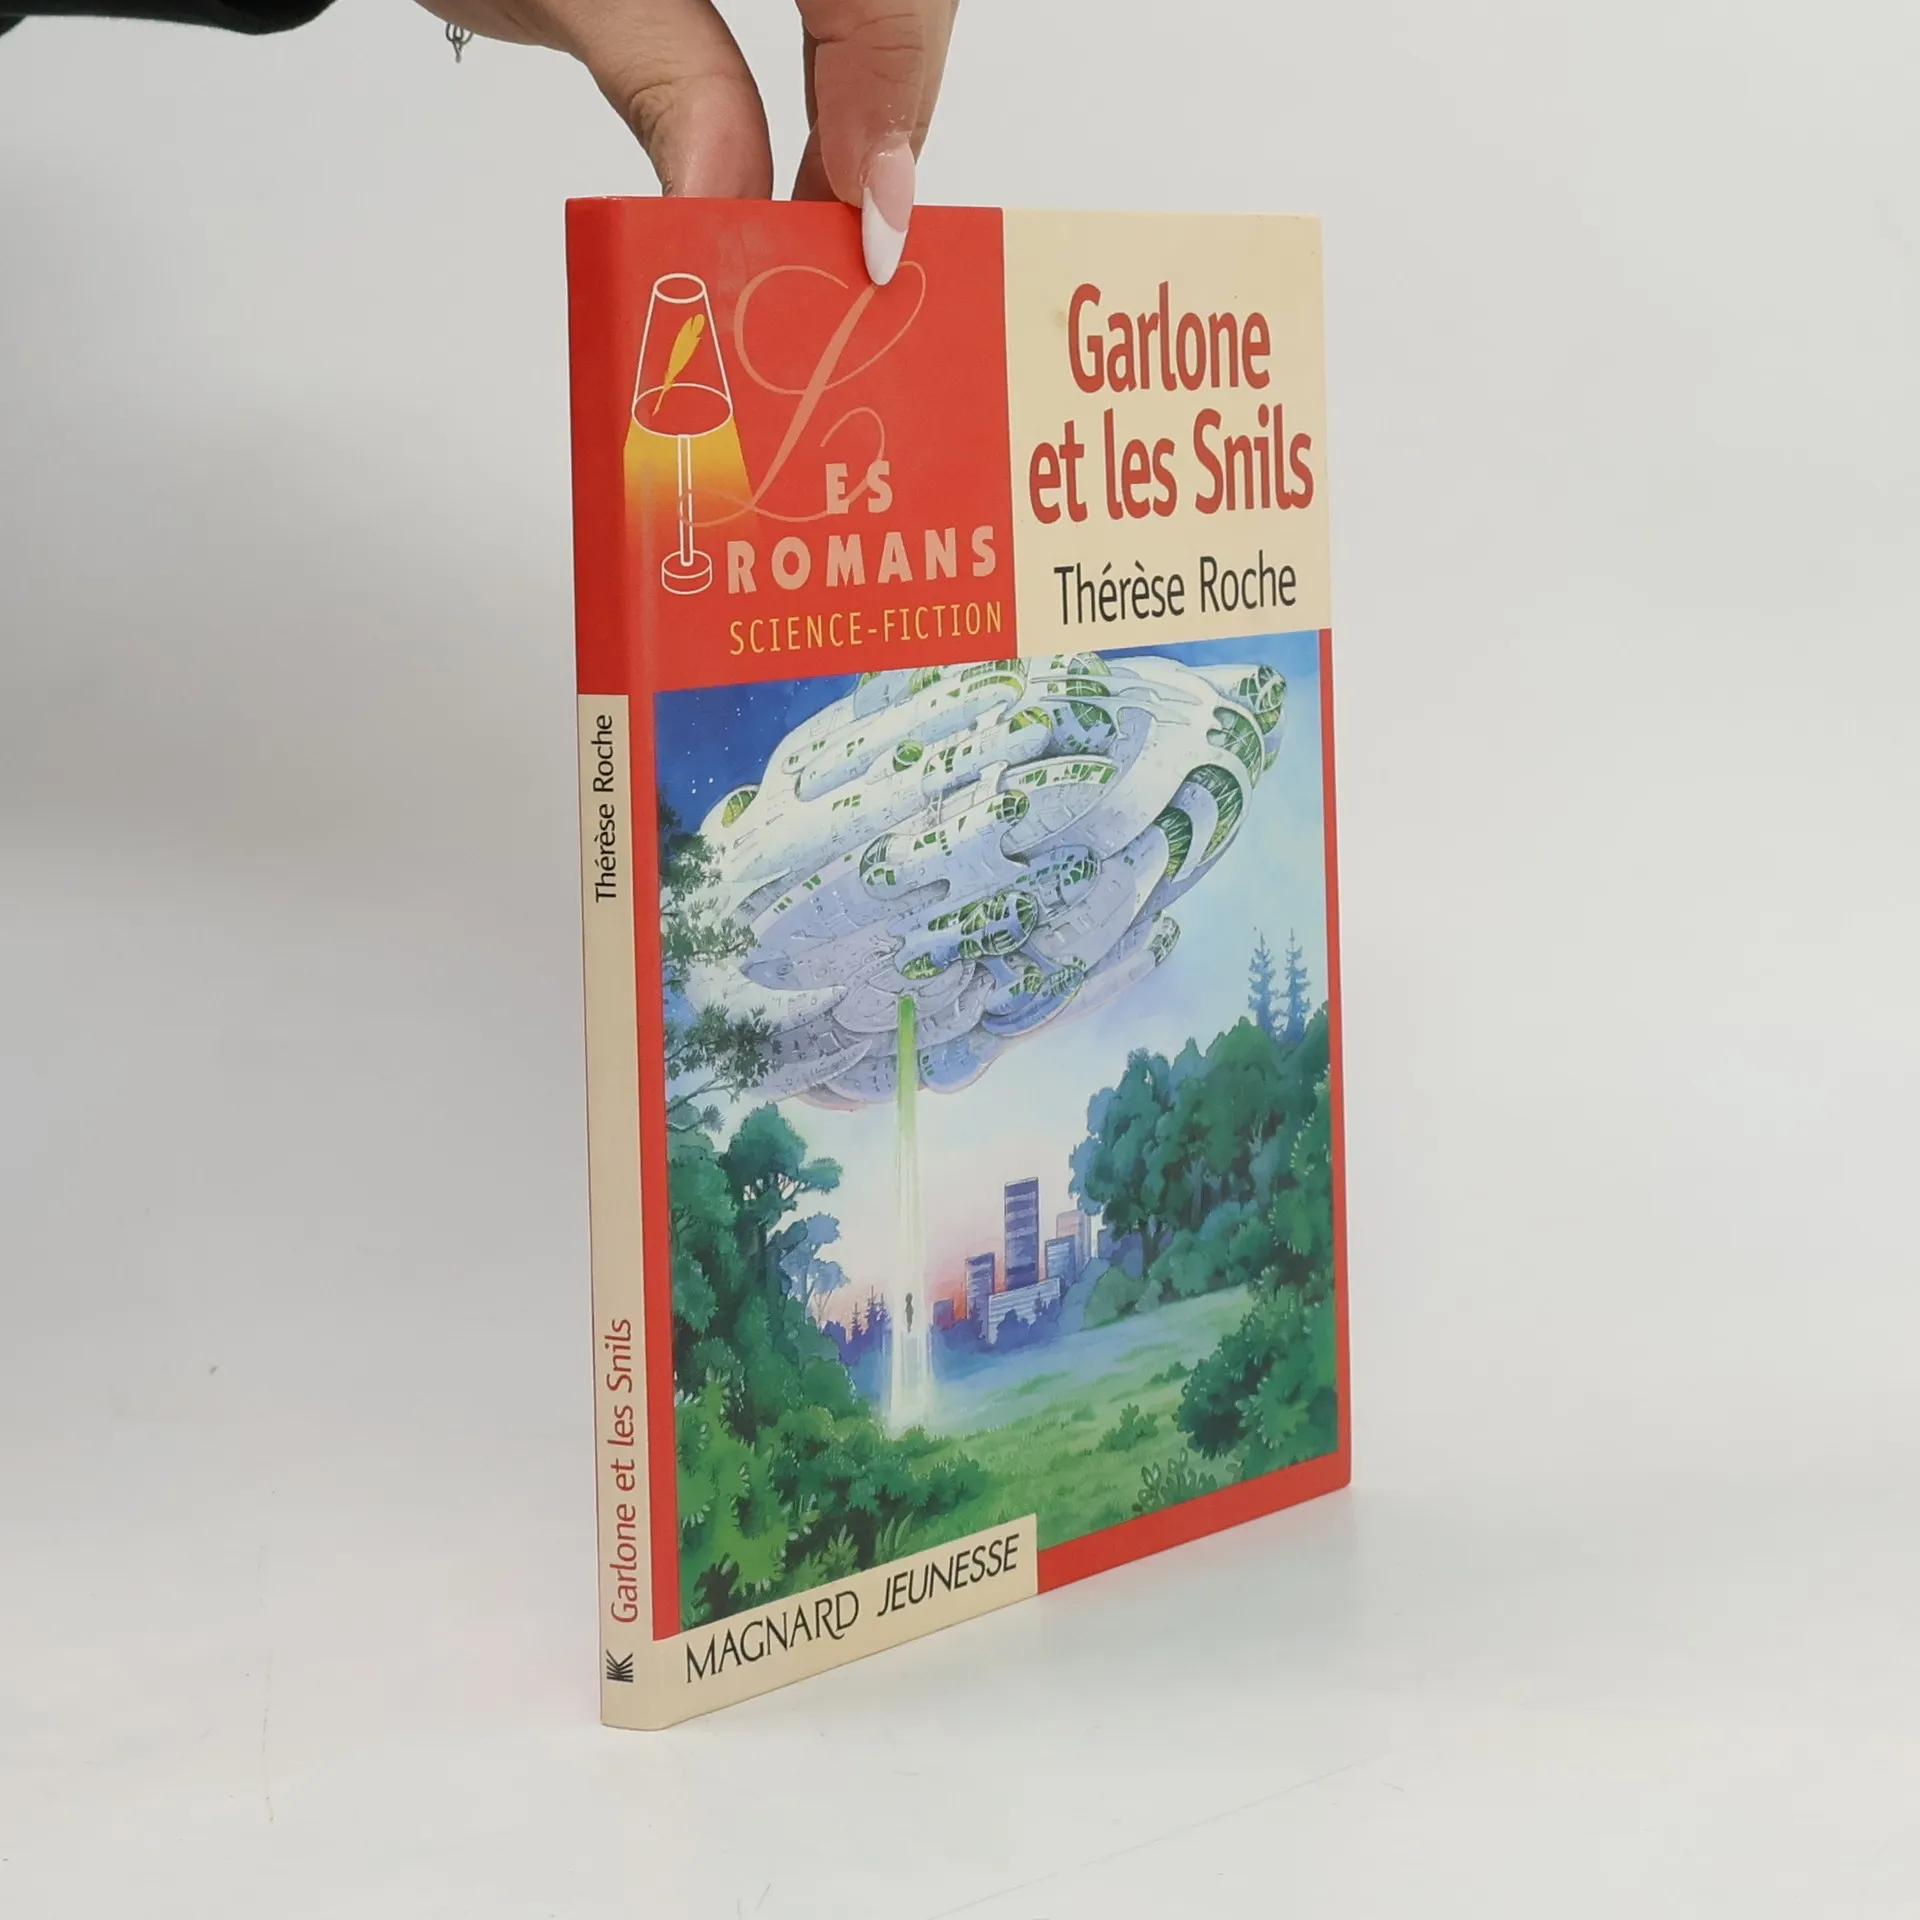 Les
ROMANS
SCIENCE-FICTION
Garlone
et les Snils
Thérèse Roche
MAGNARD JEUNESSE
Thérèse Roche
Garlone et les Snils